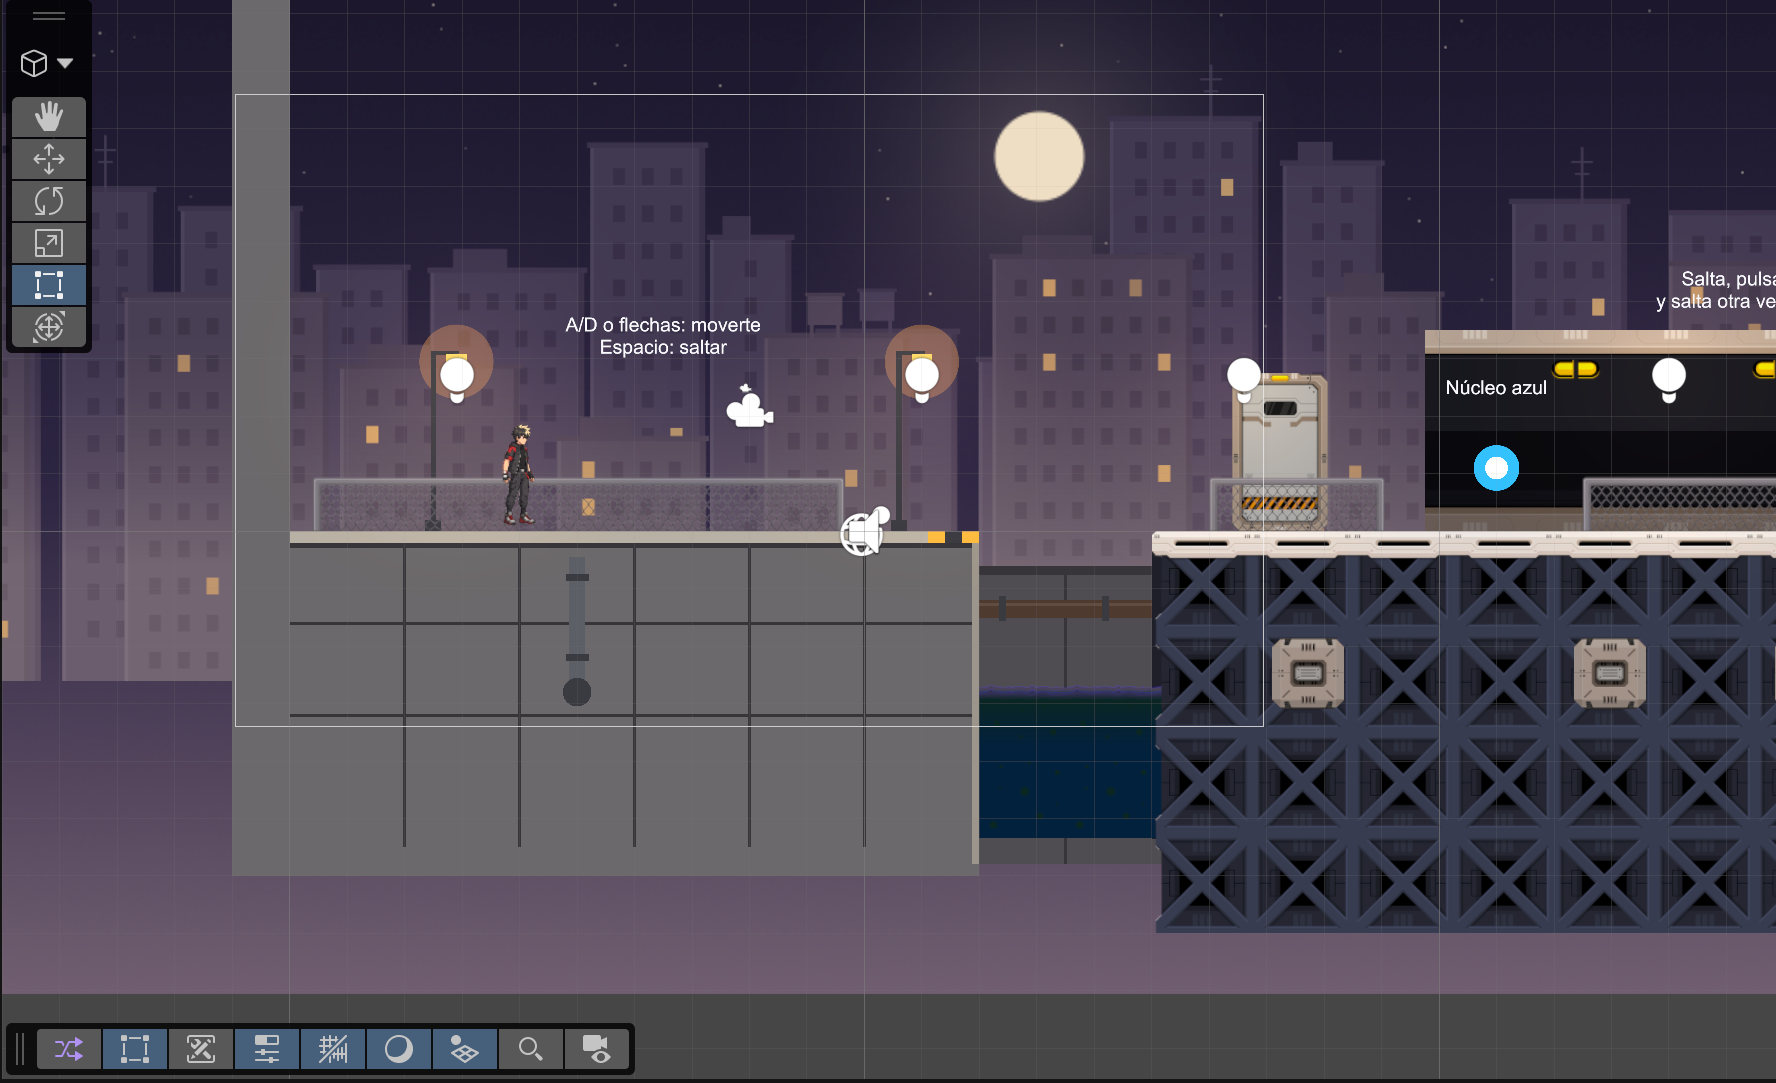 A/D o flechas: moverte
Espacio: saltar
Salta, pulsa
y salta otra ve
Núcleo azul